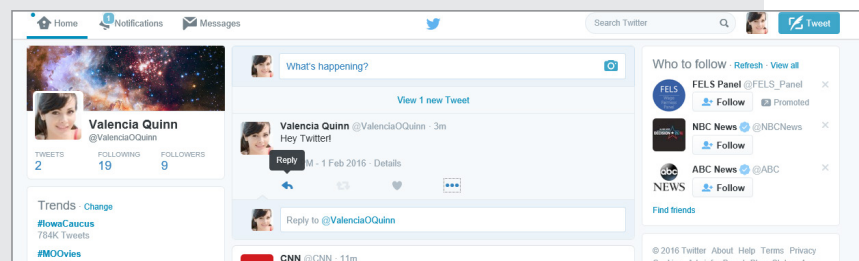 Home
1
Notifications
Messages
Search Twitter
Tweet
Valencia Quinn
@ValenciaOQuinn
TWEETS FOLLOWING FOLLOWERS
2 19 9
Trends · Change
#IowaCaucus
784K Tweets
#MOOvies
What's happening?
View 1 new Tweet
Valencia Quinn @ValenciaOQuinn · 3m
Hey Twitter!
Reply
M - 1 Feb 2016 · Details
Reply to @ValenciaOQuinn
CNN @CNN · 11m
Who to follow · Refresh · View all
FELS
FELS Panel @FELS_Panel
Follow
Promoted
NBC News @NBCNews
Follow
abc
NEWS
ABC News @ABC
Follow
Find friends
© 2016 Twitter About Help Terms Privacy